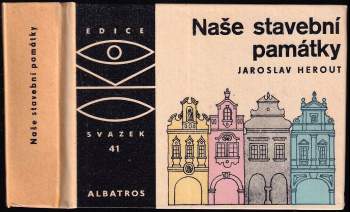 Naše stavební památky
EDICE
SVAZEK
41
ALBATROS
Naše stavební
památky
JAROSLAV HEROUT